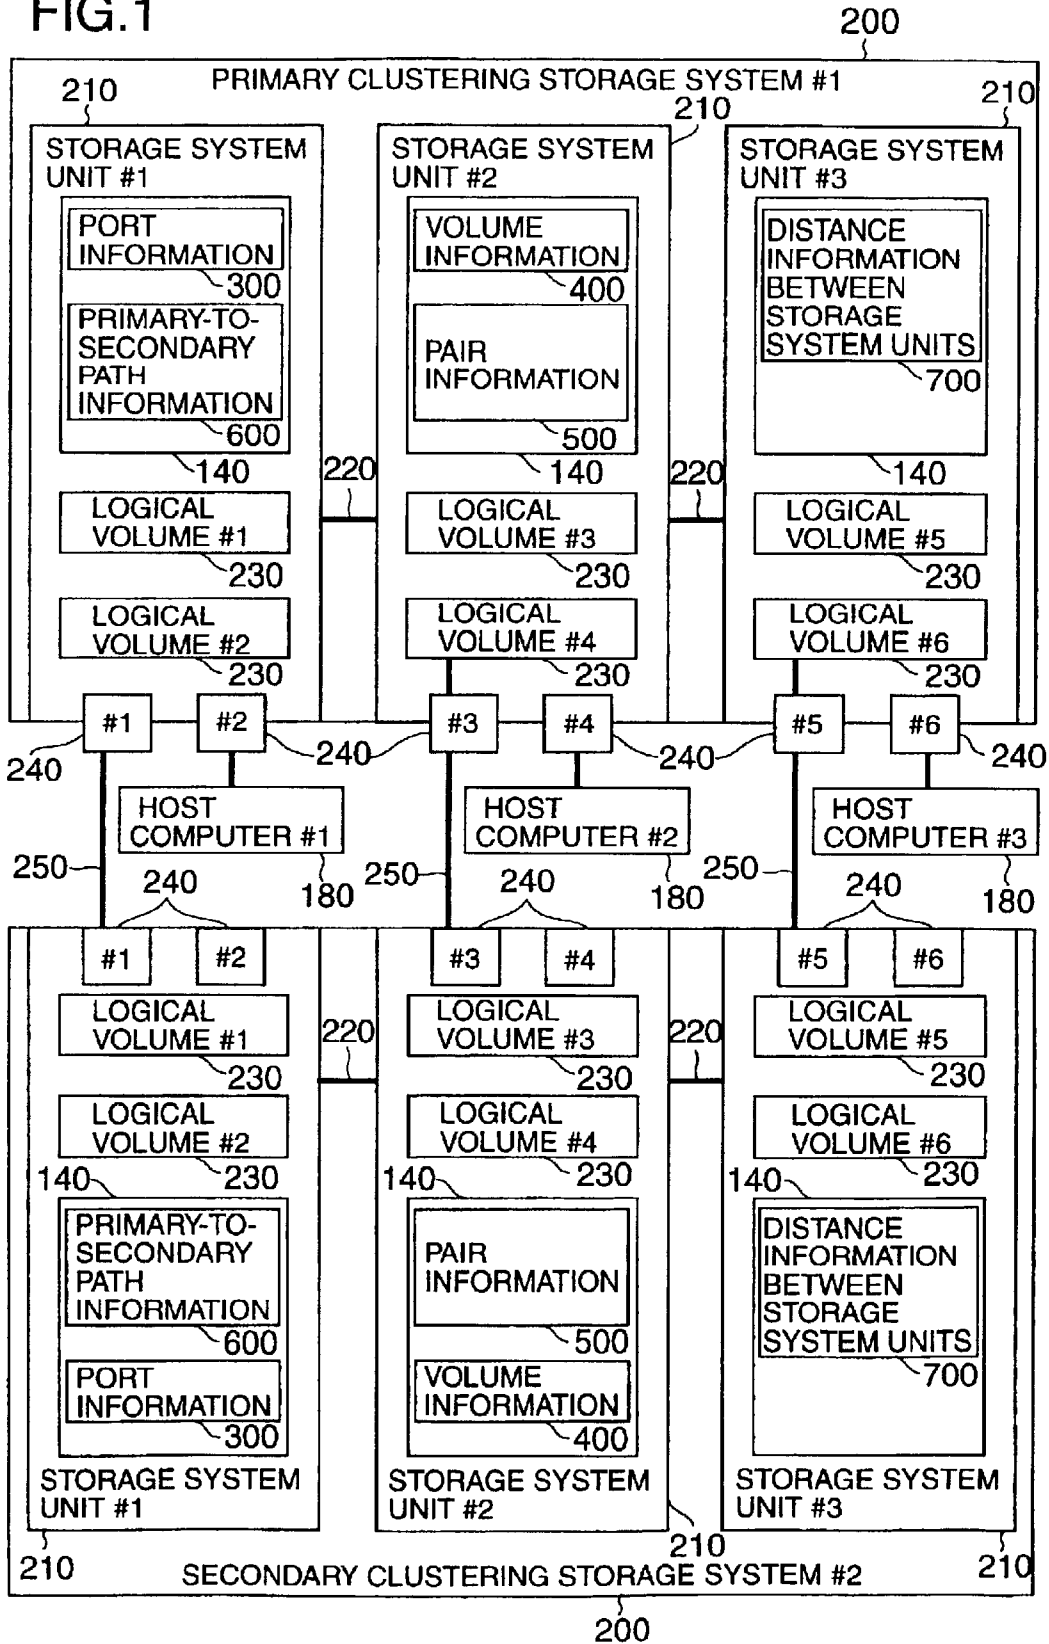 FIG.1
200
PRIMARY CLUSTERING STORAGE SYSTEM #1
210
210
210
STORAGE SYSTEM
UNIT #1
PORT
INFORMATION
300
PRIMARY-TO-
SECONDARY
PATH
INFORMATION
600
140
LOGICAL
VOLUME #1
230
LOGICAL
VOLUME #2
230
220
STORAGE SYSTEM
UNIT #2
VOLUME
INFORMATION
400
PAIR
INFORMATION
500
140
LOGICAL
VOLUME #3
230
LOGICAL
VOLUME #4
230
220
STORAGE SYSTEM
UNIT #3
DISTANCE
INFORMATION
BETWEEN
STORAGE
SYSTEM UNITS
700
140
LOGICAL
VOLUME #5
230
LOGICAL
VOLUME #6
230
#1
#2
#3
#4
#5
#6
240
240
240
240
HOST
COMPUTER #1
180
HOST
COMPUTER #2
180
HOST
COMPUTER #3
180
250
250
250
240
240
240
#1
#2
#3
#4
#5
#6
LOGICAL
VOLUME #1
230
LOGICAL
VOLUME #2
230
140
PRIMARY-TO-
SECONDARY
PATH
INFORMATION
600
PORT
INFORMATION
300
STORAGE SYSTEM
UNIT #1
210
220
LOGICAL
VOLUME #3
230
LOGICAL
VOLUME #4
230
140
PAIR
INFORMATION
500
VOLUME
INFORMATION
400
STORAGE SYSTEM
UNIT #2
210
220
LOGICAL
VOLUME #5
230
LOGICAL
VOLUME #6
230
140
DISTANCE
INFORMATION
BETWEEN
STORAGE
SYSTEM UNITS
700
STORAGE SYSTEM
UNIT #3
210
SECONDARY CLUSTERING STORAGE SYSTEM #2
200